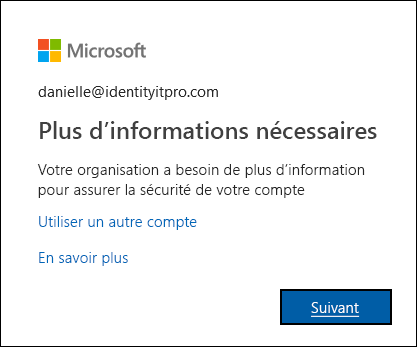 Microsoft
danielle@identityitpro.com
Plus d’informations nécessaires
Votre organisation a besoin de plus d’information
pour assurer la sécurité de votre compte
Utiliser un autre compte
En savoir plus
Suivant